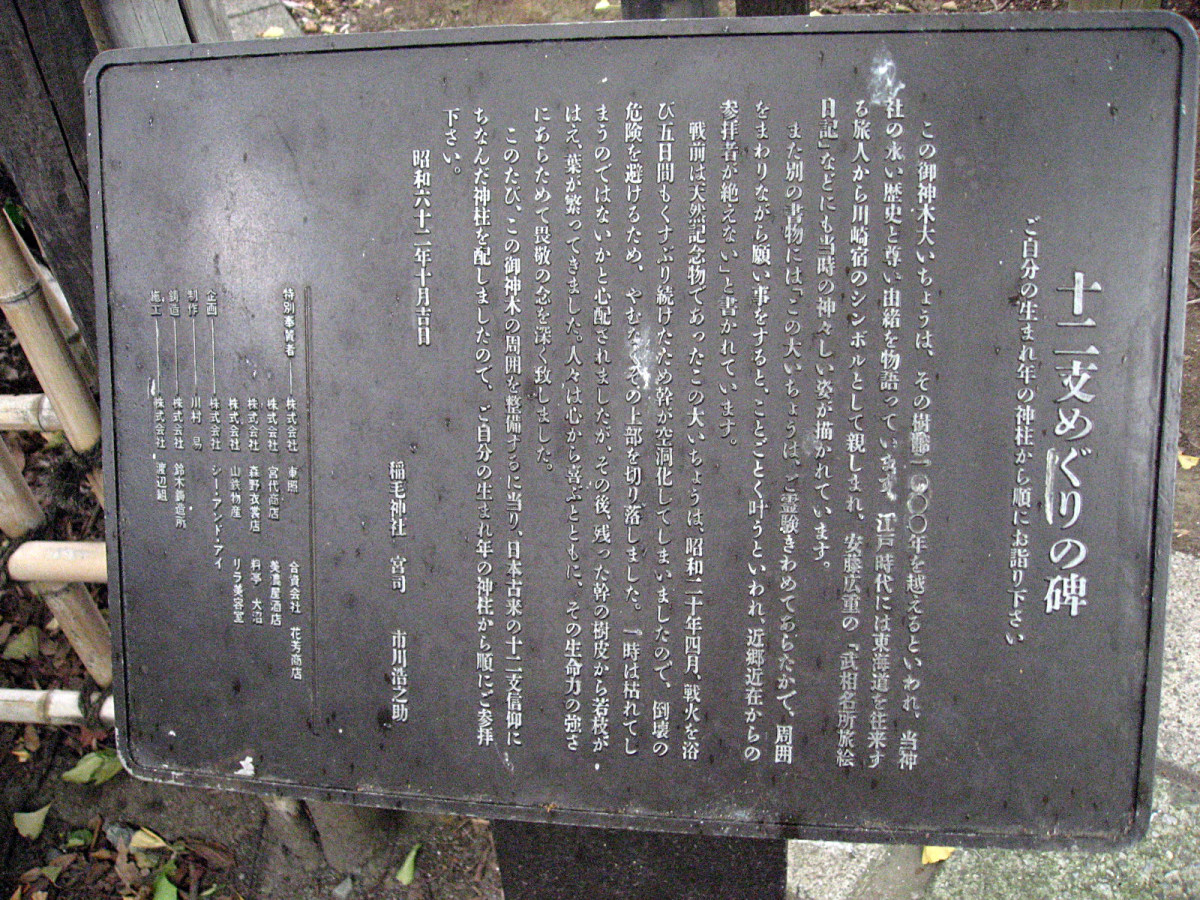 十二支めぐりの碑
ご自分の生まれ年の神柱から順にお詣り下さい
この御神木大いちょうは、その樹齢一〇〇〇年を越えるといわれ、当神
社の永い歴史と尊い由緒を物語っています。江戸時代には東海道を往来す
る旅人から川崎宿のシンボルとして親しまれ、安藤広重の「武相名所旅絵
日記」などにも当時の神々しい姿が描かれています。
また別の書物には「この大いちょうは、ご霊験きわめてあらたかで、周囲
をまわりながら願い事をすると、ことごとく叶うといわれ、近郷近在からの
参拝者が絶えない」と書かれています。
戦前は天然記念物であったこの大いちょうは、昭和二十年四月、戦火を浴
び五日間もくすぶり続けたため幹が空洞化してしまいましたので、倒壊の
危険を避けるため、やむなくその上部を切り落しました。一時は枯れてし
まうのではないかと心配されましたが、その後、残った幹の樹皮から若枝が
はえ、葉が繁ってきました。人々は心から喜ぶとともに、その生命力の強さ
にあらためて畏敬の念を深く致しました。
このたび、この御神木の周囲を整備するに当り、日本古来の十二支信仰に
ちなんだ神柱を配しましたので、ご自分の生まれ年の神柱から順にご参拝
下さい。
昭和六十二年十月吉日
稲毛神社 宮司 市川浩之助
特別奉賛者 株式会社 東照 合資会社 花芳商店
株式会社 宮代商店 美濃屋酒店
株式会社 森野衣裳店 料亭 大沼
株式会社 山鉄物産 リラ美容室
企画 株式会社 シー・アンド・アイ
制作 川村 易
鋳造 株式会社 鈴木鋳造所
施工 株式会社 渡辺組